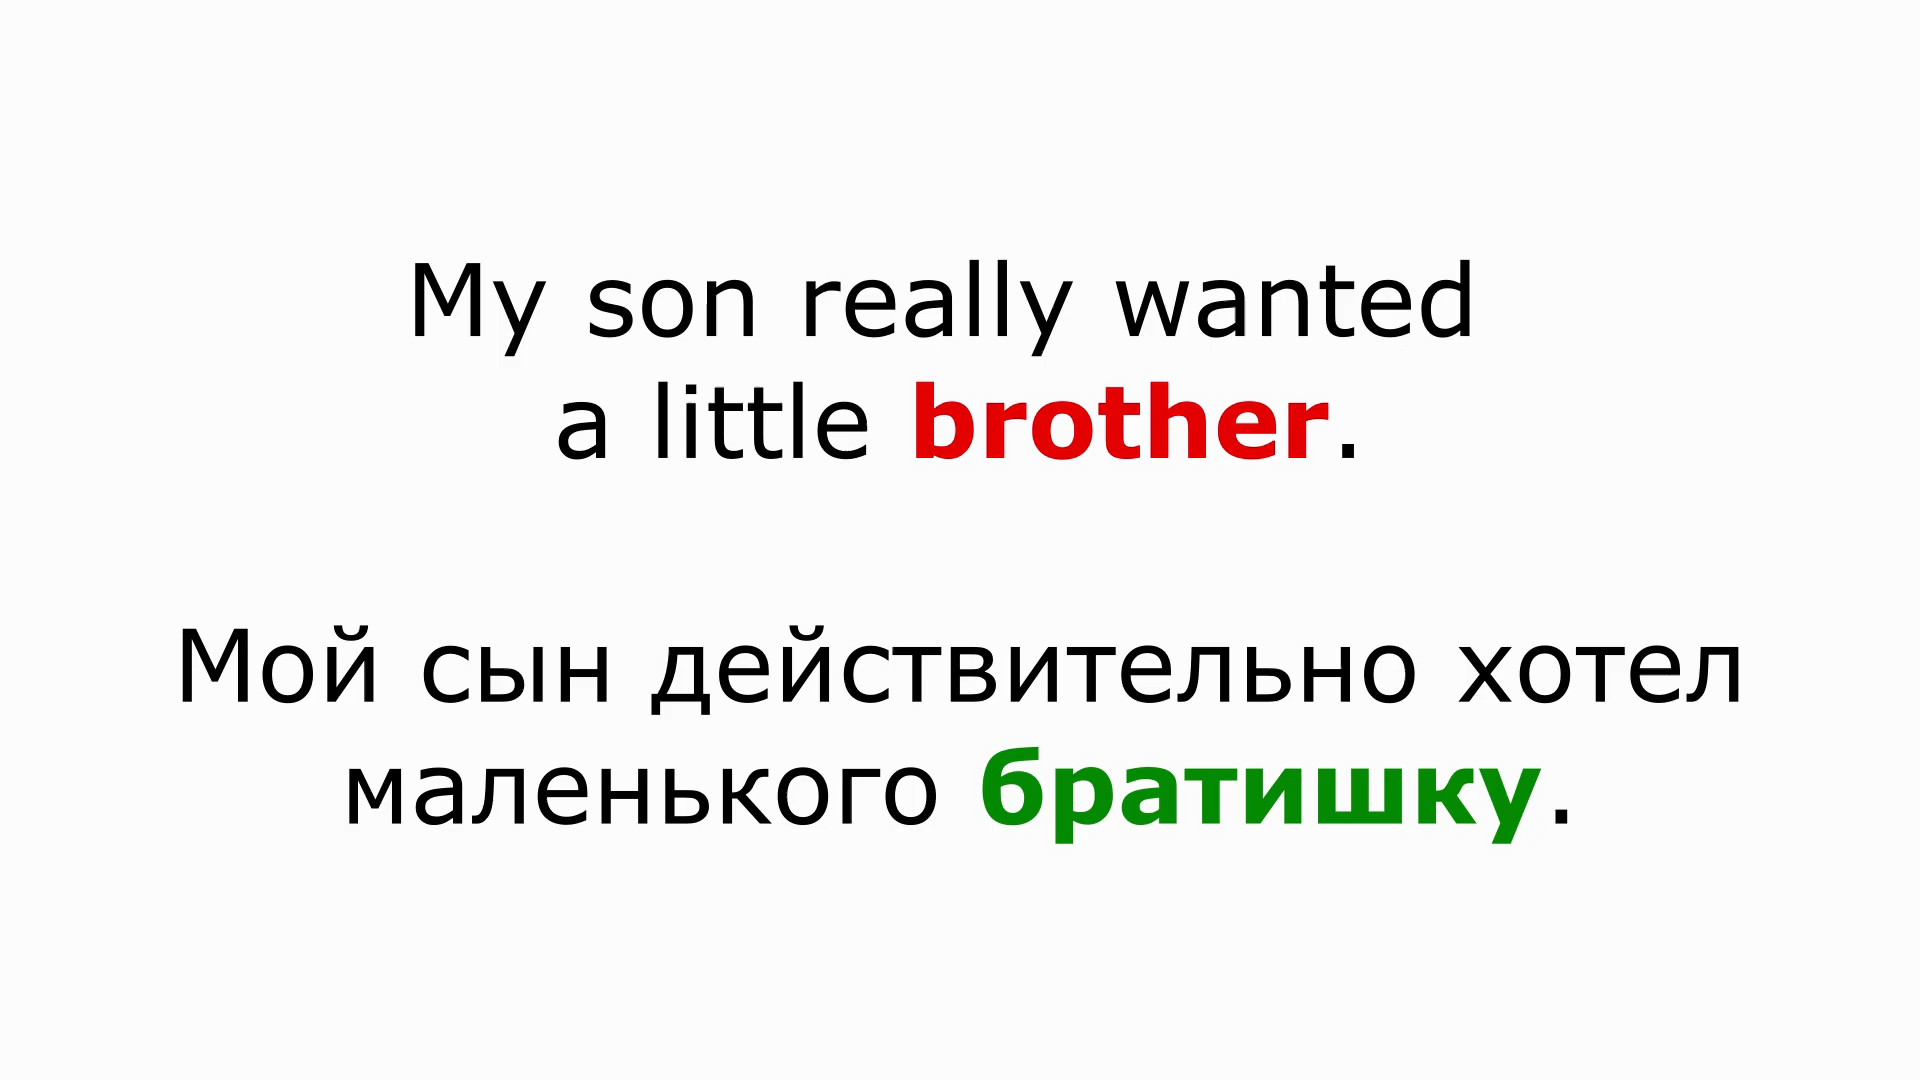 My son really wanted
a little brother.
Мой сын действительно хотел
маленького братишку.